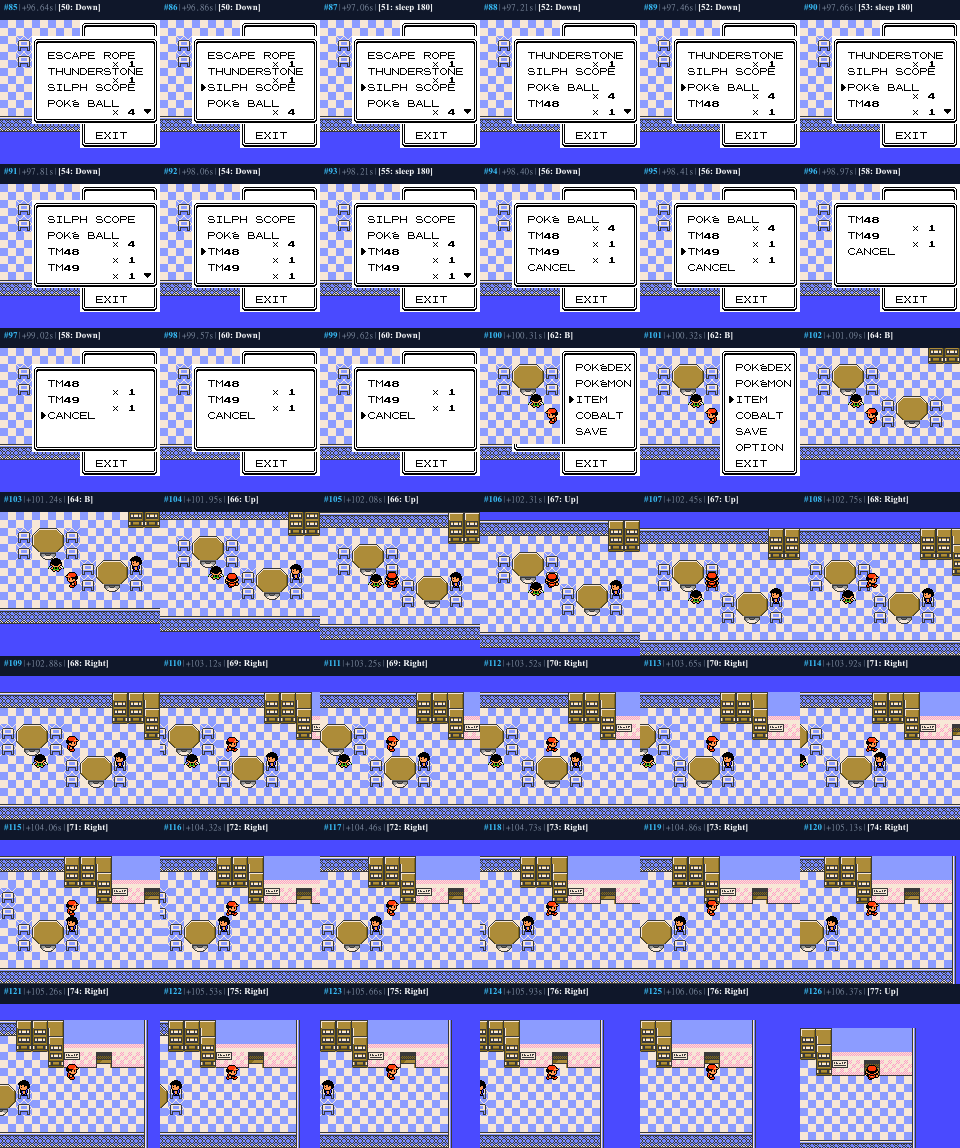 #85|+96.64s|[50: Down]
#86|+96.86s|[50: Down]
#87|+97.06s|[51: sleep 180]
#88|+97.21s|[52: Down]
#89|+97.46s|[52: Down]
#90|+97.66s|[53: sleep 180]
ESCAPE ROPE
× 1
THUNDERSTONE
× 1
SILPH SCOPE
POKé BALL
× 4
EXIT
ESCAPE ROPE
× 1
THUNDERSTONE
× 1
SILPH SCOPE
POKé BALL
× 4
EXIT
ESCAPE ROPE
× 1
THUNDERSTONE
× 1
SILPH SCOPE
POKé BALL
× 4
EXIT
THUNDERSTONE
× 1
SILPH SCOPE
POKé BALL
× 4
TM48
× 1
EXIT
THUNDERSTONE
× 1
SILPH SCOPE
POKé BALL
× 4
TM48
× 1
EXIT
THUNDERSTONE
× 1
SILPH SCOPE
POKé BALL
× 4
TM48
× 1
EXIT
#91|+97.81s|[54: Down]
#92|+98.06s|[54: Down]
#93|+98.21s|[55: sleep 180]
#94|+98.40s|[56: Down]
#95|+98.41s|[56: Down]
#96|+98.97s|[58: Down]
SILPH SCOPE
POKé BALL
× 4
TM48
× 1
TM49
× 1
EXIT
SILPH SCOPE
POKé BALL
× 4
TM48
× 1
TM49
× 1
EXIT
SILPH SCOPE
POKé BALL
× 4
TM48
× 1
TM49
× 1
EXIT
POKé BALL
× 4
TM48
× 1
TM49
× 1
CANCEL
EXIT
POKé BALL
× 4
TM48
× 1
TM49
× 1
CANCEL
EXIT
TM48
× 1
TM49
× 1
CANCEL
EXIT
#97|+99.02s|[58: Down]
#98|+99.57s|[60: Down]
#99|+99.62s|[60: Down]
#100|+100.31s|[62: B]
#101|+100.32s|[62: B]
#102|+101.09s|[64: B]
TM48
× 1
TM49
× 1
CANCEL
EXIT
TM48
× 1
TM49
× 1
CANCEL
EXIT
TM48
× 1
TM49
× 1
CANCEL
EXIT
POKéDEX
POKéMON
ITEM
COBALT
SAVE
EXIT
POKéDEX
POKéMON
ITEM
COBALT
SAVE
OPTION
EXIT
#103|+101.24s|[64: B]
#104|+101.95s|[66: Up]
#105|+102.08s|[66: Up]
#106|+102.31s|[67: Up]
#107|+102.45s|[67: Up]
#108|+102.75s|[68: Right]
#109|+102.88s|[68: Right]
#110|+103.12s|[69: Right]
#111|+103.25s|[69: Right]
#112|+103.52s|[70: Right]
#113|+103.65s|[70: Right]
#114|+103.92s|[71: Right]
#115|+104.06s|[71: Right]
#116|+104.32s|[72: Right]
#117|+104.46s|[72: Right]
#118|+104.73s|[73: Right]
#119|+104.86s|[73: Right]
#120|+105.13s|[74: Right]
#121|+105.26s|[74: Right]
#122|+105.53s|[75: Right]
#123|+105.66s|[75: Right]
#124|+105.93s|[76: Right]
#125|+106.06s|[76: Right]
#126|+106.37s|[77: Up]